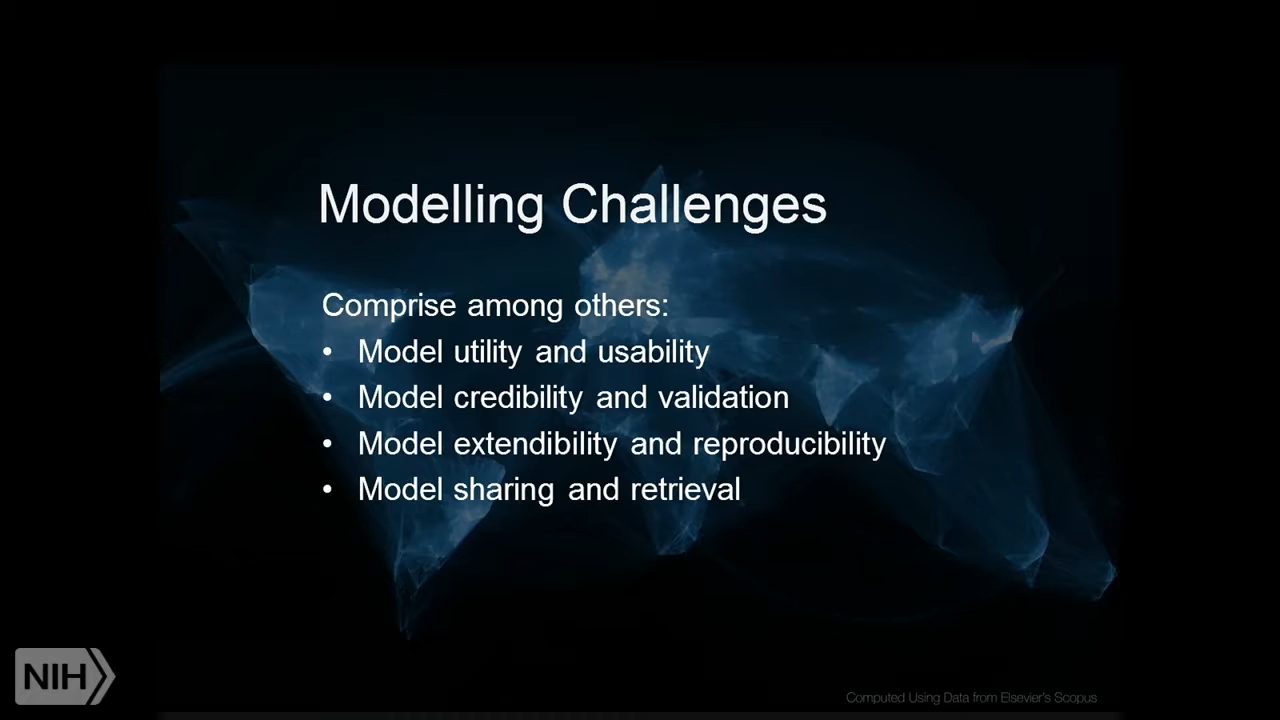 Modelling Challenges
Comprise among others:
• Model utility and usability
• Model credibility and validation
• Model extendibility and reproducibility
• Model sharing and retrieval
NIH
Computed Using Data from Elsevier's Scopus